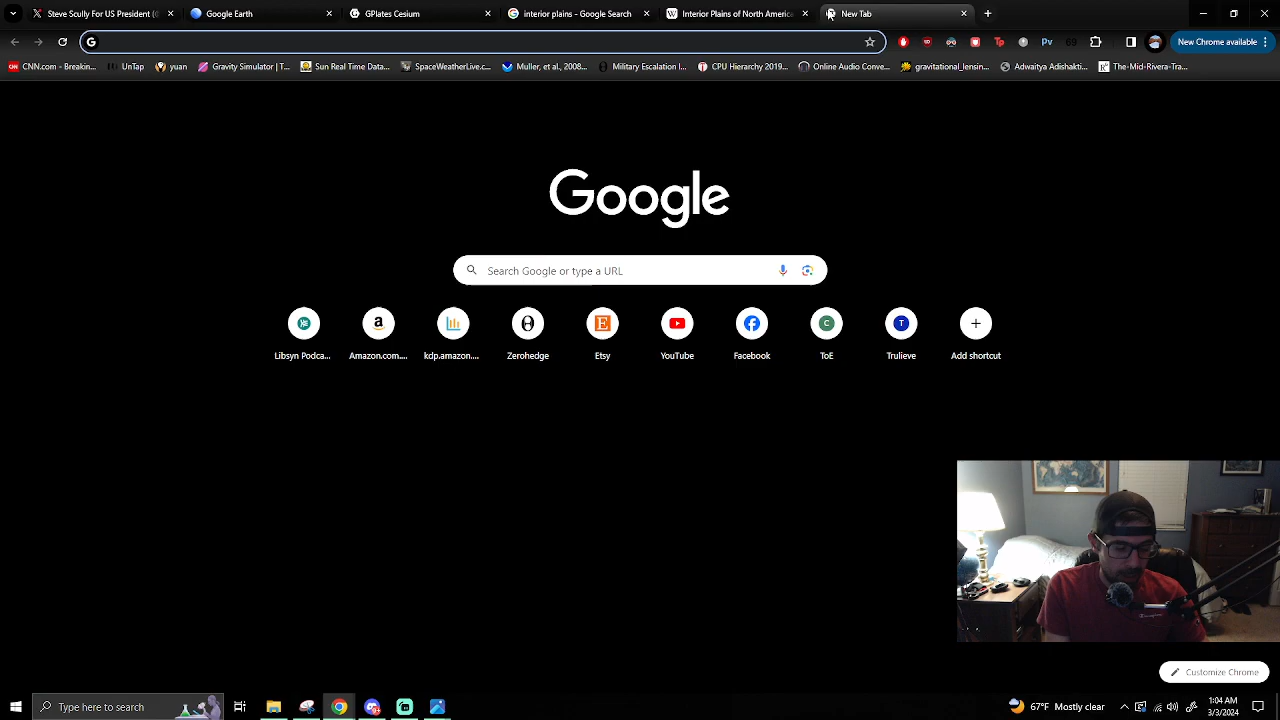 Steve Scully For US President (
Google Earth
GPlates Cesium
interior plains - Google Search
Interior Plains of North America
New Tab
New Chrome available
CNN.com - Breakin...
UnTap
yuan
Gravity Simulator | T...
Sun Real Time Data...
SpaceWeatherLive.c...
Muller, et al., 2008...
Military Escalation I...
CPU Hierarchy 2019...
Online Audio Conve...
gravitational_lensin...
Adwaiya Adishakti...
The-Mid-Rivera-Tra...
Google
Search Google or type a URL
Libsyn Podca...
Amazon.com....
kdp.amazon....
Zerohedge
Etsy
YouTube
Facebook
ToE
Trulieve
Add shortcut
Customize Chrome
Type here to search
67°F Mostly clear
1:04 AM
3/3/2024